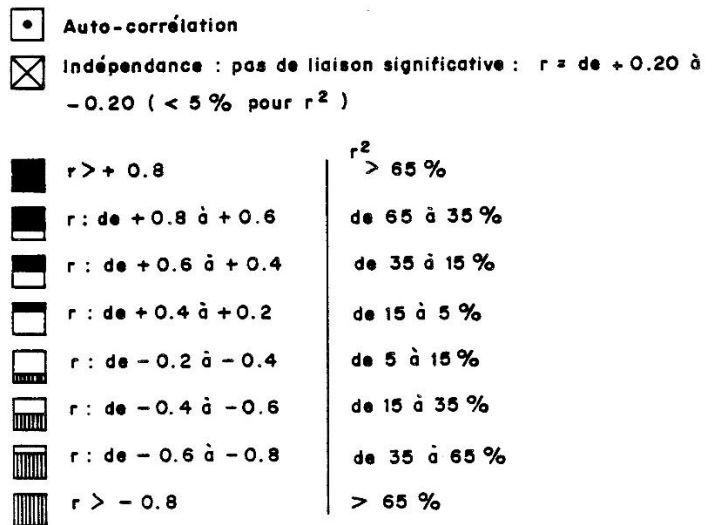 Auto-corrélation
Indépendance : pas de liaison significative : r = de + 0.20 à
- 0.20 ( < 5 % pour r² )
r²
r > + 0.8 > 65 %
r : de + 0.8 à + 0.6 de 65 à 35 %
r : de + 0.6 à + 0.4 de 35 à 15 %
r : de + 0.4 à + 0.2 de 15 à 5 %
r : de - 0.2 à - 0.4 de 5 à 15 %
r : de - 0.4 à - 0.6 de 15 à 35 %
r : de - 0.6 à - 0.8 de 35 à 65 %
r > - 0.8 > 65 %